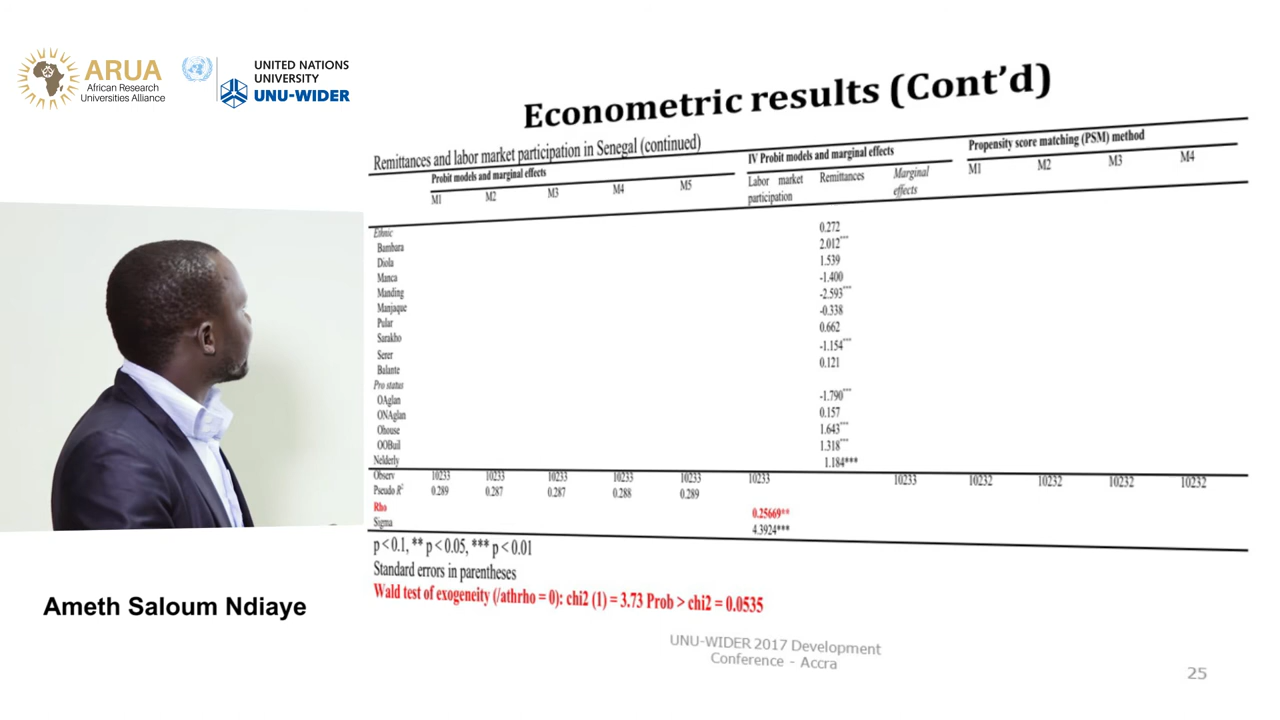 ARUA
African Research
Universities Alliance
UNITED NATIONS
UNIVERSITY
UNU-WIDER
Econometric results (Cont'd)
Remittances and labor market participation in Senegal (continued)
Probit models and marginal effects
IV Probit models and marginal effects
Propensity score matching (PSM) method
M1 M2 M3 M4 M5 Labor market participation Remittances Marginal effects M1 M2 M3 M4
Ethnic 0.272
Bambara 2.012***
Diola 1.539
Manca -1.400
Manding -2.593***
Manjaque -0.338
Pular 0.662
Sarakho -1.154***
Serer 0.121
Balante
Pro status
OAglan -1.790***
ONAglan 0.157
Ohouse 1.643***
OOBuil 1.318***
Nelderly 1.184***
Observ 10233 10233 10233 10233 10233 10233 10233 10232 10232 10232 10232
Pseudo R² 0.289 0.287 0.287 0.288 0.289
Rho 0.25669**
Sigma 4.3924***
p<0.1, ** p<0.05, *** p<0.01
Standard errors in parentheses
Wald test of exogeneity (/athrho = 0): chi2 (1) = 3.73 Prob > chi2 = 0.0535
Ameth Saloum Ndiaye
UNU-WIDER 2017 Development
Conference - Accra
25